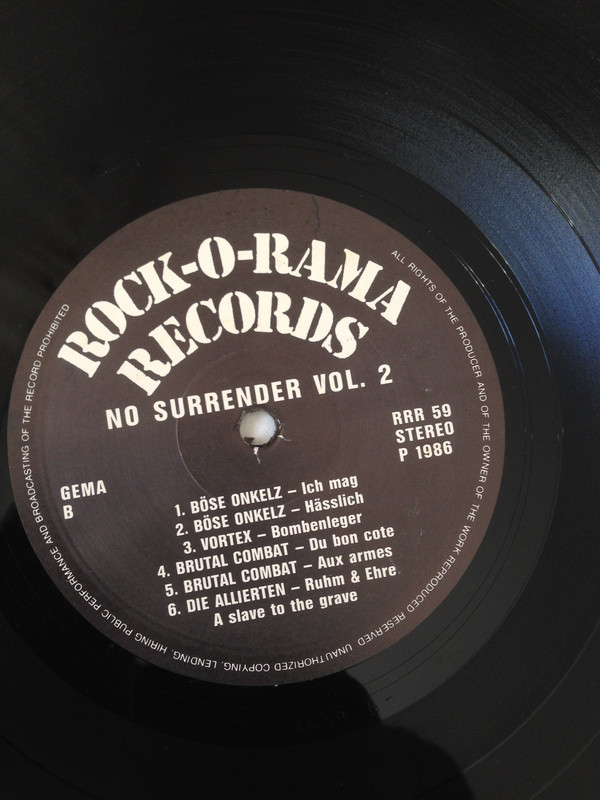 ROCK-O-RAMA
RECORDS
NO SURRENDER VOL. 2
RRR 59
STEREO
P 1986
GEMA
B
1. BÖSE ONKELZ – Ich mag
2. BÖSE ONKELZ – Hässlich
3. VORTEX – Bombenleger
4. BRUTAL COMBAT – Du bon cote
5. BRUTAL COMBAT – Aux armes
6. DIE ALLIERTEN – Ruhm & Ehre
A slave to the grave
ALL RIGHTS OF THE PRODUCER AND OF THE OWNER OF THE WORK REPRODUCED RESERVED UNAUTHORIZED COPYING. LENDING. HIRING PUBLIC PERFORMANCE AND BROADCASTING OF THE RECORD PROHIBITED